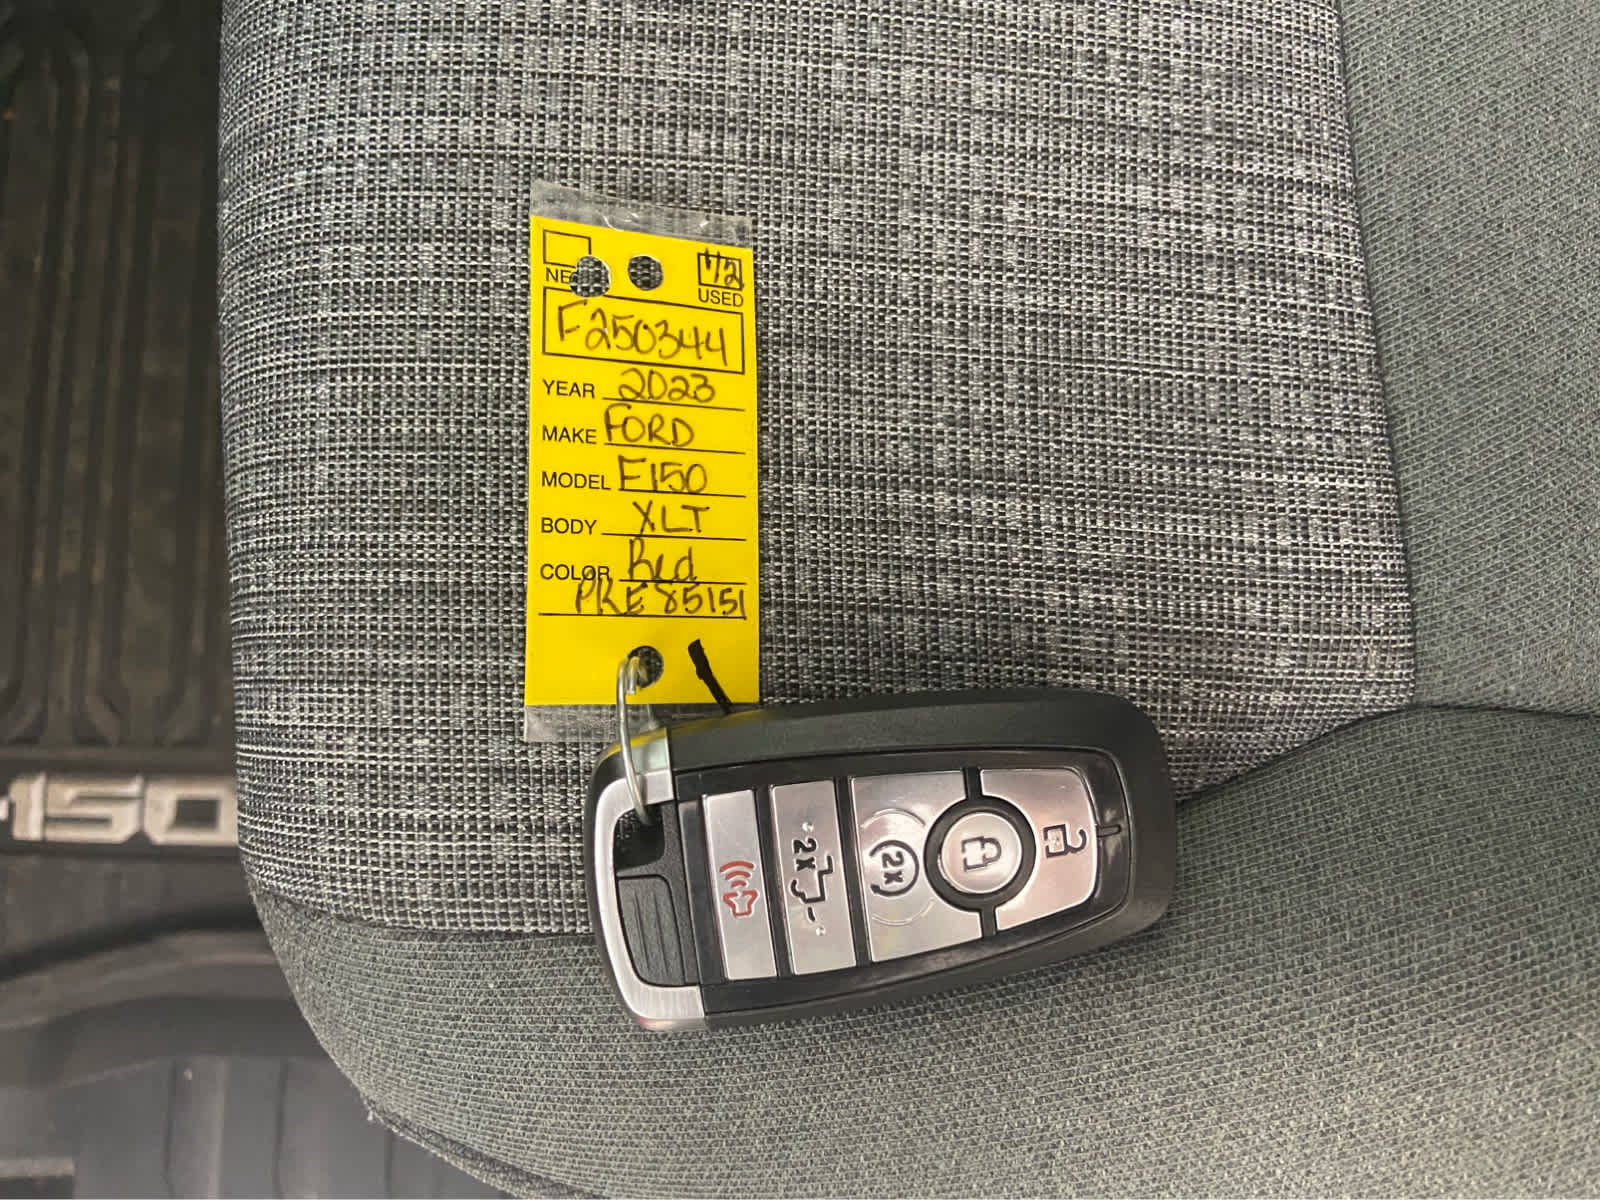 1/2
NE
USED
F250344
YEAR 2023
MAKE FORD
MODEL F150
BODY XLT
COLOR Red
PRE 85151
-150
2x
2x